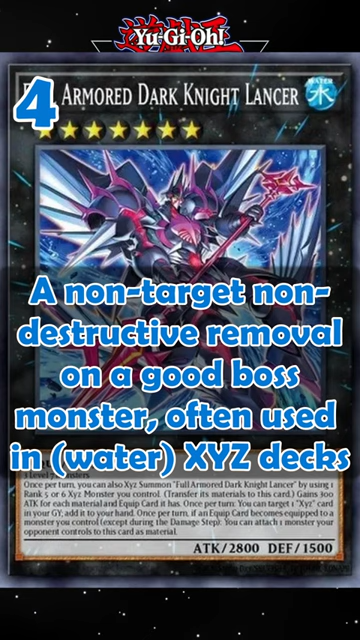 Yu-Gi-Oh!
4
Armored Dark Knight Lancer
WATER
水
A non-target non-
destructive removal
on a good boss
monster, often used
in (water) XYZ decks
3 Level 7 Monsters
Once per turn, you can also Xyz Summon "Full Armored Dark Knight Lancer" by using 1
Rank 5 or 6 Xyz Monster you control. (Transfer its materials to this card.) Gains 300
ATK for each material and Equip Card it has. Once per turn: You can target 1 "Xyz" card
in your GY; add it to your hand. Once per turn, if an Equip Card becomes equipped to a
monster you control (except during the Damage Step): You can attach 1 monster your
opponent controls to this card as material.
ATK/2800 DEF/1500